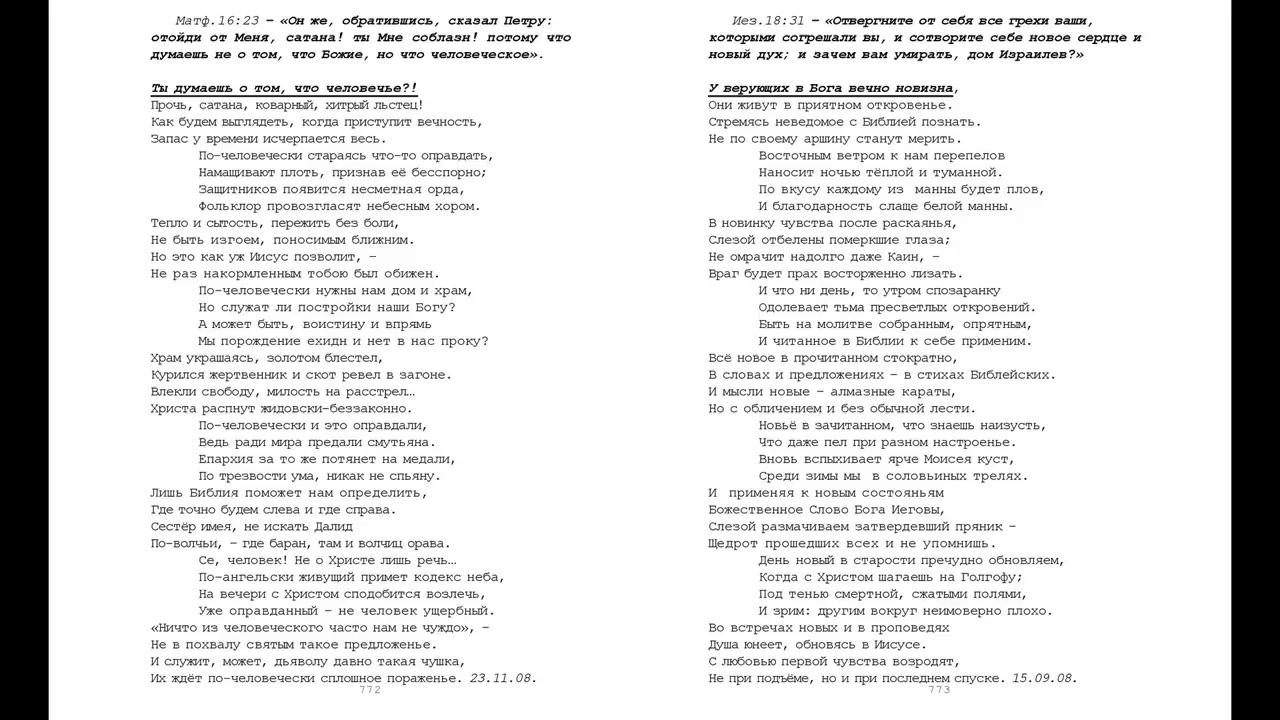 Матф.16:23 – «Он же, обратившись, сказал Петру:
отойди от Меня, сатана! ты Мне соблазн! потому что
думаешь не о том, что Божие, но что человеческое».
Ты думаешь о том, что человечье?!
Прочь, сатана, коварный, хитрый льстец!
Как будем выглядеть, когда приступит вечность,
Запас у времени исчерпается весь.
По-человечески стараясь что-то оправдать,
Намащивают плоть, признав её бесспорно;
Защитников появится несметная орда,
Фольклор провозгласят небесным хором.
Тепло и сытость, пережить без боли,
Не быть изгоем, поносимым ближним.
Но это как уж Иисус позволит, –
Не раз накормленным тобою был обижен.
По-человечески нужны нам дом и храм,
Но служат ли постройки наши Богу?
А может быть, воистину и впрямь
Мы порождение ехидн и нет в нас проку?
Храм украшаясь, золотом блестел,
Курился жертвенник и скот ревел в загоне.
Влекли свободу, милость на расстрел…
Христа распнут жидовски-беззаконно.
По-человечески и это оправдали,
Ведь ради мира предали смутьяна.
Епархия за то же потянет на медали,
По трезвости ума, никак не спьяну.
Лишь Библия поможет нам определить,
Где точно будем слева и где справа.
Сестёр имея, не искать Далид
По-волчьи, – где баран, там и волчиц орава.
Се, человек! Не о Христе лишь речь…
По-ангельски живущий примет кодекс неба,
На вечери с Христом сподобится возлечь,
Уже оправданный – не человек ущербный.
«Ничто из человеческого часто нам не чуждо», –
Не в похвалу святым такое предложенье.
И служит, может, дьяволу давно такая чушка,
Их ждёт по-человечески сплошное пораженье. 23.11.08.
772
Иез.18:31 – «Отвергните от себя все грехи ваши,
которыми согрешали вы, и сотворите себе новое сердце и
новый дух; и зачем вам умирать, дом Израилев?»
У верующих в Бога вечно новизна,
Они живут в приятном откровенье.
Стремясь неведомое с Библией познать.
Не по своему аршину станут мерить.
Восточным ветром к нам перепелов
Наносит ночью тёплой и туманной.
По вкусу каждому из манны будет плов,
И благодарность слаще белой манны.
В новинку чувства после раскаянья,
Слезой отбелены померкшие глаза;
Не омрачит надолго даже Каин, –
Враг будет прах восторженно лизать.
И что ни день, то утром спозаранку
Одолевает тьма пресветлых откровений.
Быть на молитве собранным, опрятным,
И читанное в Библии к себе применим.
Всё новое в прочитанном стократно,
В словах и предложениях – в стихах Библейских.
И мысли новые – алмазные караты,
Но с обличением и без обычной лести.
Новьё в зачитанном, что знаешь наизусть,
Что даже пел при разном настроенье.
Вновь вспыхивает ярче Моисея куст,
Среди зимы мы в соловьиных трелях.
И применяя к новым состояньям
Божественное Слово Бога Иеговы,
Слезой размачиваем затвердевший пряник –
Щедрот прошедших всех и не упомнишь.
День новый в старости пречудно обновляем,
Когда с Христом шагаешь на Голгофу;
Под тенью смертной, сжатыми полями,
И зрим: другим вокруг неимоверно плохо.
Во встречах новых и в проповедях
Душа юнеет, обновясь в Иисусе.
С любовью первой чувства возродят,
Не при подъёме, но и при последнем спуске. 15.09.08.
773